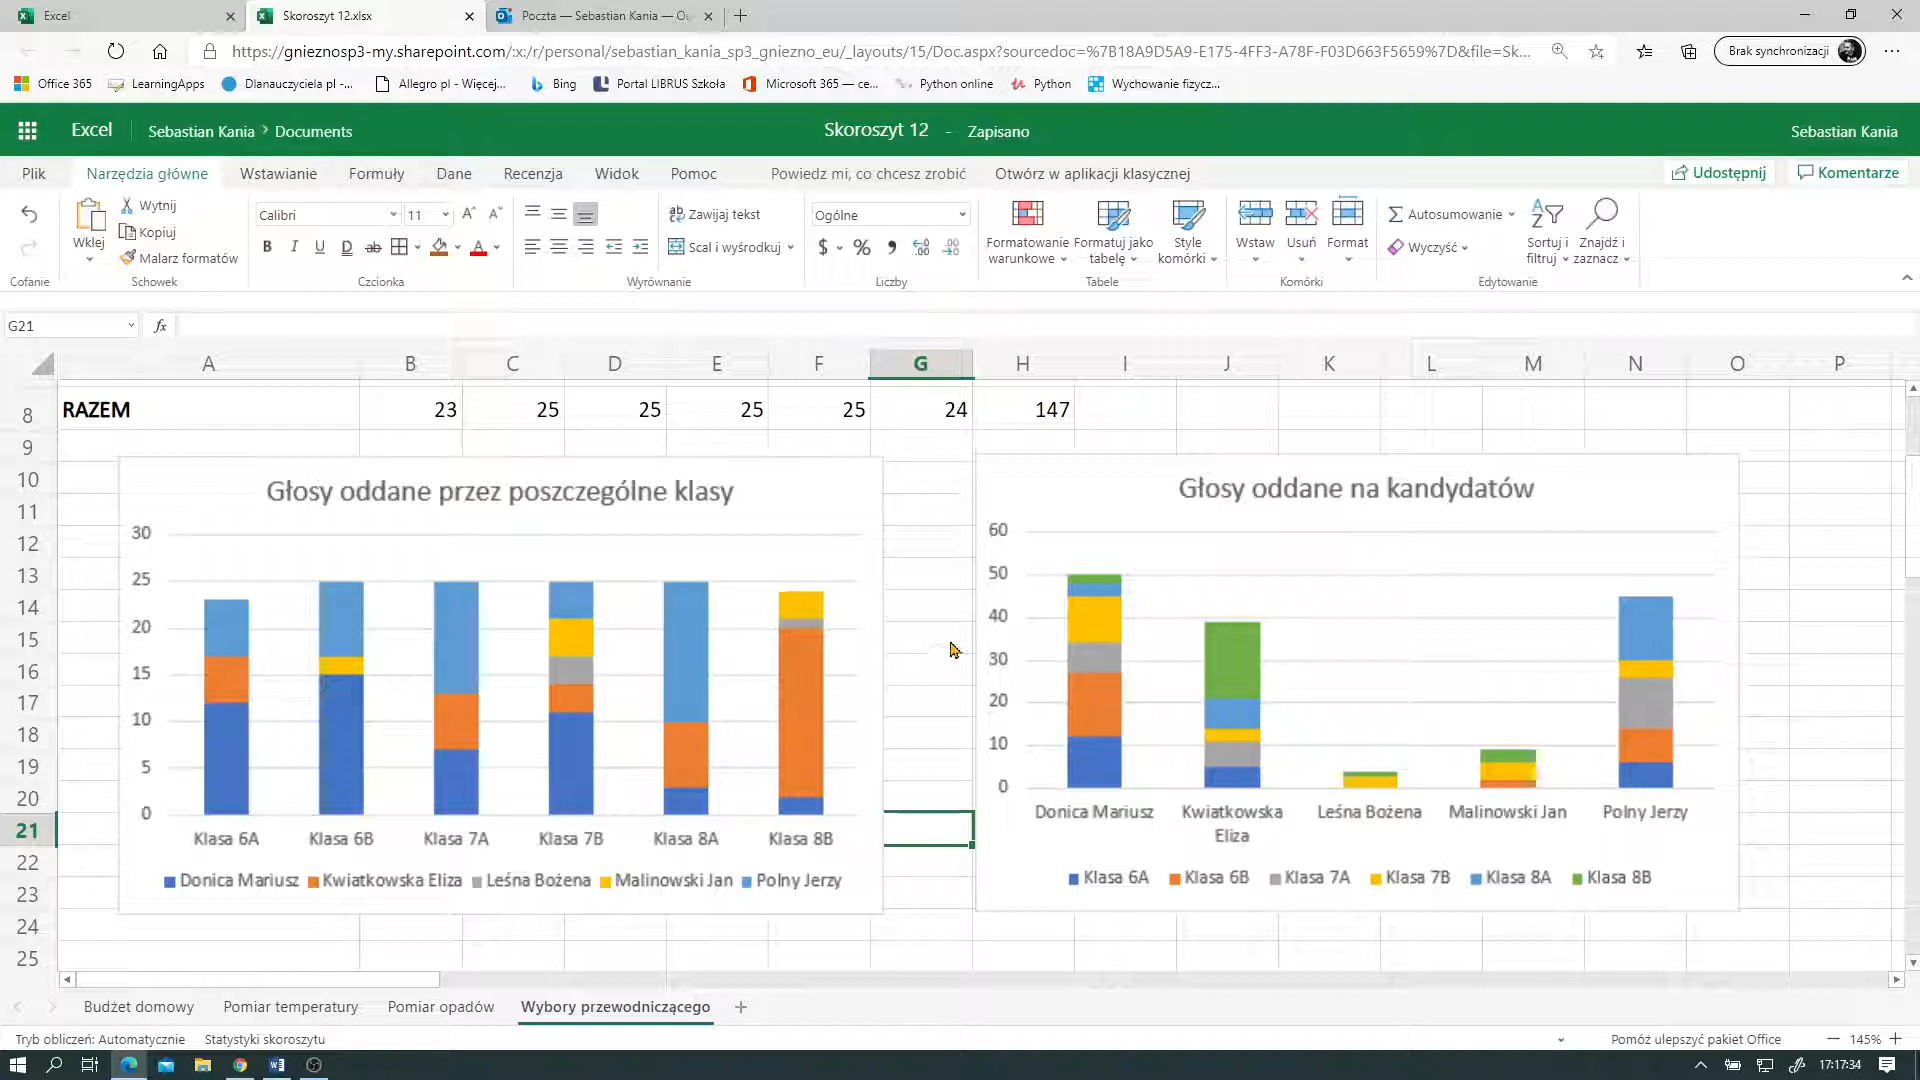 Excel
Skoroszyt 12.xlsx
Poczta — Sebastian Kania — Ou
https://gnieznosp3-my.sharepoint.com/:x:/r/personal/sebastian_kania_sp3_gniezno_eu/_layouts/15/Doc.aspx?sourcedoc=%7B18A9D5A9-E175-4FF3-A78F-F03D663F5659%7D&file=Sk...
Brak synchronizacji
Office 365 LearningApps Dlanauczyciela pl -... Allegro pl - Więcej,... Bing Portal LIBRUS Szkoła Microsoft 365 — ce... Python online Python Wychowanie fizycz...
Excel Sebastian Kania > Documents Skoroszyt 12 - Zapisano Sebastian Kania
Plik Narzędzia główne Wstawianie Formuły Dane Recenzja Widok Pomoc Powiedz mi, co chcesz zrobić Otwórz w aplikacji klasycznej Udostępnij Komentarze
Wklej Wytnij Kopiuj Malarz formatów
Calibri 11
Zawijaj tekst
Scal i wyśrodkuj
Ogólne
Formatowanie warunkowe Formatuj jako tabelę Style komórki
Wstaw Usuń Format
Autosumowanie
Wyczyść
Sortuj i filtruj Znajdź i zaznacz
Cofanie Schowek Czcionka Wyrównanie Liczby Tabele Komórki Edytowanie
G21 fx
A B C D E F G H I J K L M N O P
8 RAZEM 23 25 25 25 25 24 147
9
10
11
12
13
14
15
16
17
18
19
20
21
22
23
24
25
Głosy oddane przez poszczególne klasy
30
25
20
15
10
5
0
Klasa 6A Klasa 6B Klasa 7A Klasa 7B Klasa 8A Klasa 8B
Donica Mariusz Kwiatkowska Eliza Leśna Bożena Malinowski Jan Polny Jerzy
Głosy oddane na kandydatów
60
50
40
30
20
10
0
Donica Mariusz Kwiatkowska Eliza Leśna Bożena Malinowski Jan Polny Jerzy
Klasa 6A Klasa 6B Klasa 7A Klasa 7B Klasa 8A Klasa 8B
Budżet domowy Pomiar temperatury Pomiar opadów Wybory przewodniczącego
Tryb obliczeń: Automatycznie Statystyki skoroszytu Pomóż ulepszyć pakiet Office 145%
17:17:34